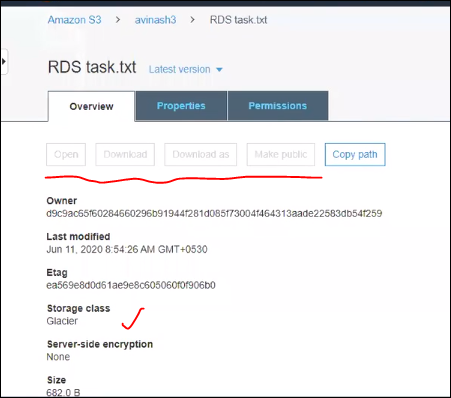 Amazon S3 > avinash3 > RDS task.txt
RDS task.txt Latest version
Overview Properties Permissions
Open Download Download as Make public Copy path
Owner
d9c9ac65f60284660296b91944f281d085f73004f464313aade22583db54f259
Last modified
Jun 11, 2020 8:54:26 AM GMT+0530
Etag
ea569e8d0d61ae9e8c605060f0f906b0
Storage class
Glacier
Server-side encryption
None
Size
682.0 B